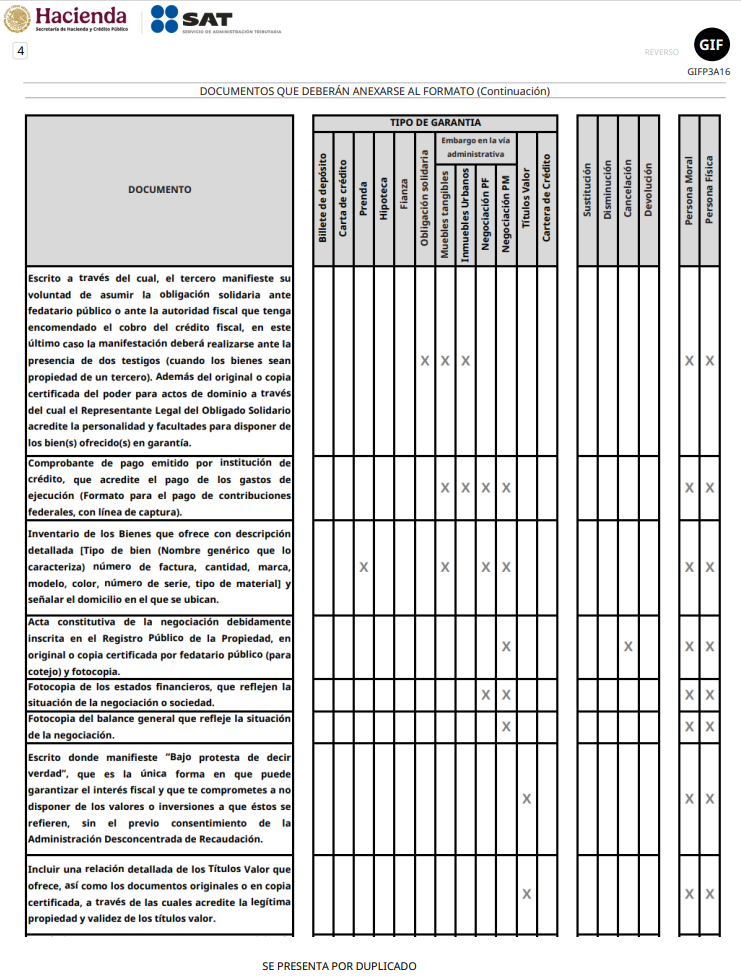 Hacienda
Secretaría de Hacienda y Crédito Público
SAT
SERVICIO DE ADMINISTRACIÓN TRIBUTARIA
4
REVERSO
GIF
GIFP3A16
DOCUMENTOS QUE DEBERÁN ANEXARSE AL FORMATO (Continuación)
DOCUMENTO
TIPO DE GARANTIA
Embargo en la vía
administrativa
Billete de depósito
Carta de crédito
Prenda
Hipoteca
Fianza
Obligación solidaria
Muebles tangibles
Inmuebles Urbanos
Negociación PF
Negociación PM
Títulos Valor
Cartera de Crédito
Sustitución
Disminución
Cancelación
Devolución
Persona Moral
Persona Física
Escrito a través del cual, el tercero manifieste su
voluntad de asumir la obligación solidaria ante
fedatario público o ante la autoridad fiscal que tenga
encomendado el cobro del crédito fiscal, en este
último caso la manifestación deberá realizarse ante la
presencia de dos testigos (cuando los bienes sean
propiedad de un tercero). Además del original o copia
certificada del poder para actos de dominio a través
del cual el Representante Legal del Obligado Solidario
acredite la personalidad y facultades para disponer de
los bien(s) ofrecido(s) en garantía.
X X X X X
Comprobante de pago emitido por institución de
crédito, que acredite el pago de los gastos de
ejecución (Formato para el pago de contribuciones
federales, con línea de captura).
X X X X X X
Inventario de los Bienes que ofrece con descripción
detallada [Tipo de bien (Nombre genérico que lo
caracteriza) número de factura, cantidad, marca,
modelo, color, número de serie, tipo de material] y
señalar el domicilio en el que se ubican.
X X X X X X
Acta constitutiva de la negociación debidamente
inscrita en el Registro Público de la Propiedad, en
original o copia certificada por fedatario público (para
cotejo) y fotocopia.
X X X X
Fotocopia de los estados financieros, que reflejen la
situación de la negociación o sociedad.
X X X X
Fotocopia del balance general que refleje la situación
de la negociación.
X X X
Escrito donde manifieste "Bajo protesta de decir
verdad", que es la única forma en que puede
garantizar el interés fiscal y que te comprometes a no
disponer de los valores o inversiones a que éstos se
refieren, sin el previo consentimiento de la
Administración Desconcentrada de Recaudación.
X X X
Incluir una relación detallada de los Títulos Valor que
ofrece, así como los documentos originales o en copia
certificada, a través de las cuales acredite la legítima
propiedad y validez de los títulos valor.
X X X
SE PRESENTA POR DUPLICADO